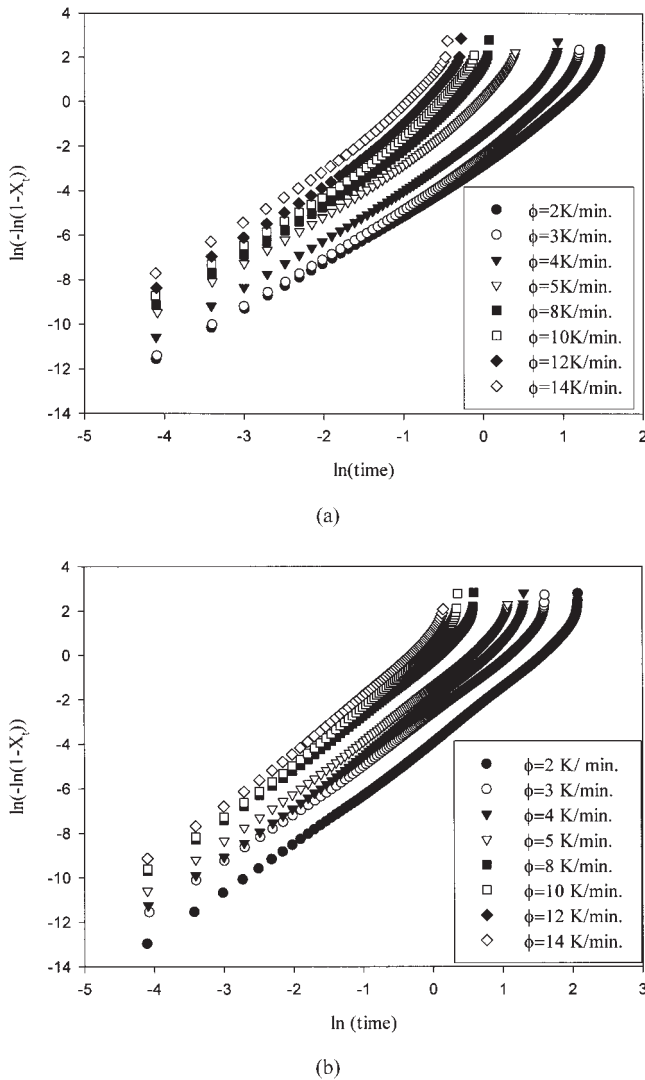 4
2
0
-2
-4
-6
-8
-10
-12
-14
ln(-ln(1-Xt))
ϕ=2K/min.
ϕ=3K/min.
ϕ=4K/min.
ϕ=5K/min.
ϕ=8K/min.
ϕ=10K/min.
ϕ=12K/min.
ϕ=14K/min.
-5 -4 -3 -2 -1 0 1 2
ln(time)
(a)
4
2
0
-2
-4
-6
-8
-10
-12
-14
ln(-ln(1-Xt))
ϕ=2 K/ min.
ϕ=3 K/min.
ϕ=4 K/min.
ϕ=5 K/min.
ϕ=8 K/min.
ϕ=10 K/min.
ϕ=12 K/min.
ϕ=14 K/min.
-5 -4 -3 -2 -1 0 1 2 3
ln (time)
(b)